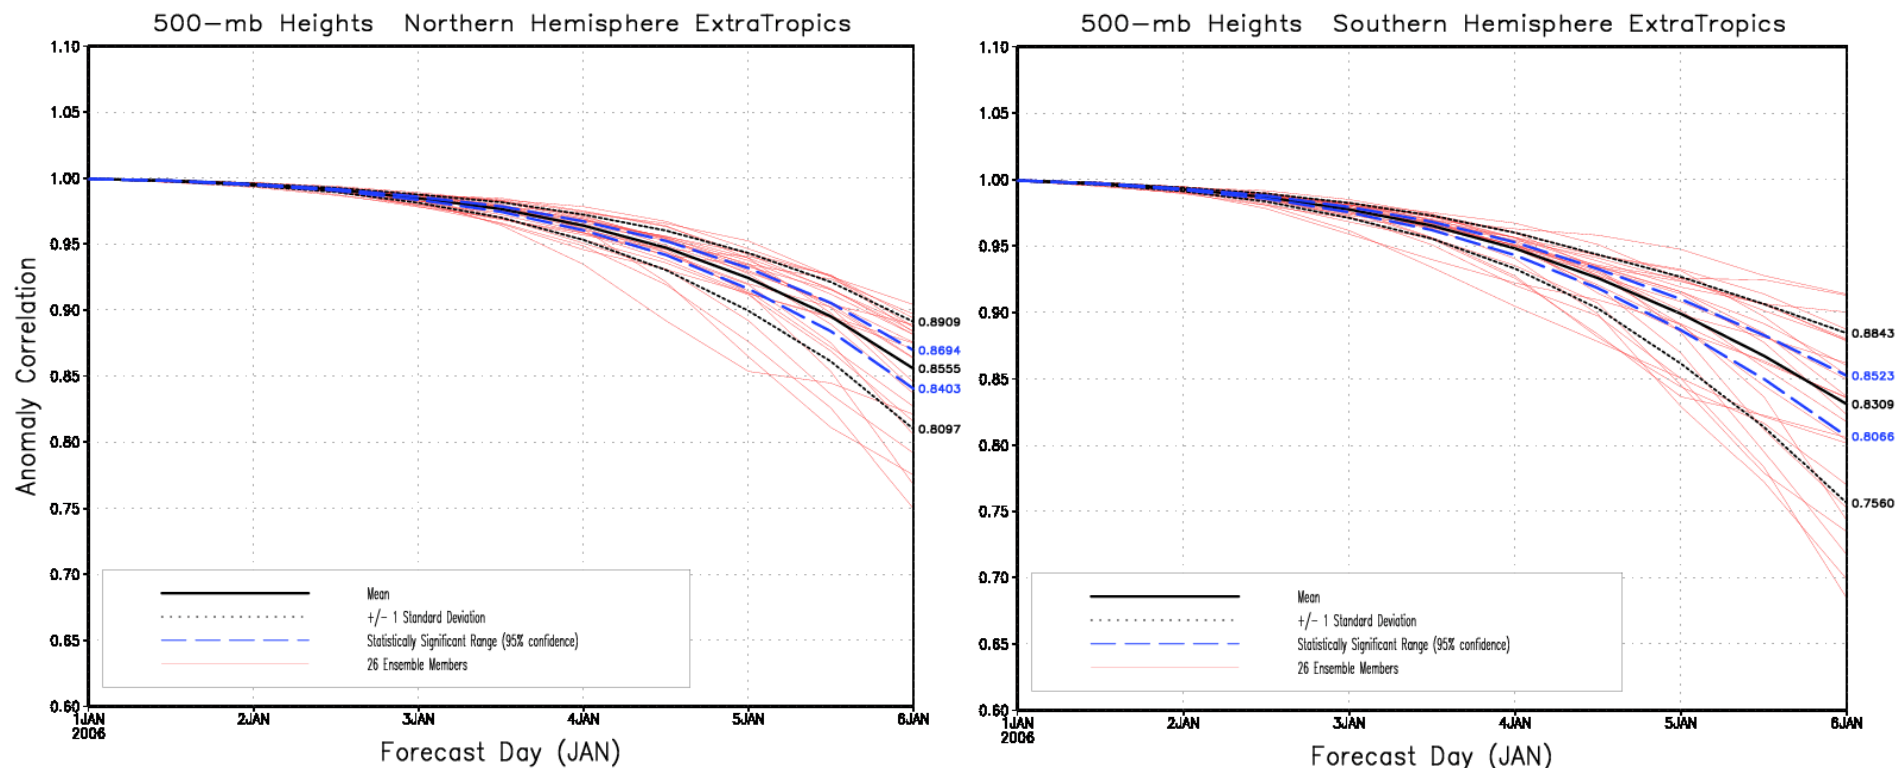 500-mb Heights Northern Hemisphere ExtraTropics
Anomaly Correlation
1.10
1.05
1.00
0.95
0.90
0.85
0.80
0.75
0.70
0.65
0.60
0.8909
0.8694
0.8555
0.8403
0.8097
Mean
+/- 1 Standard Deviation
Statistically Significant Range (95% confidence)
26 Ensemble Members
1JAN 2JAN 3JAN 4JAN 5JAN 6JAN
2006
Forecast Day (JAN)
500-mb Heights Southern Hemisphere ExtraTropics
1.10
1.05
1.00
0.95
0.90
0.85
0.80
0.75
0.70
0.65
0.60
0.8843
0.8523
0.8309
0.8066
0.7560
Mean
+/- 1 Standard Deviation
Statistically Significant Range (95% confidence)
26 Ensemble Members
1JAN 2JAN 3JAN 4JAN 5JAN 6JAN
2006
Forecast Day (JAN)